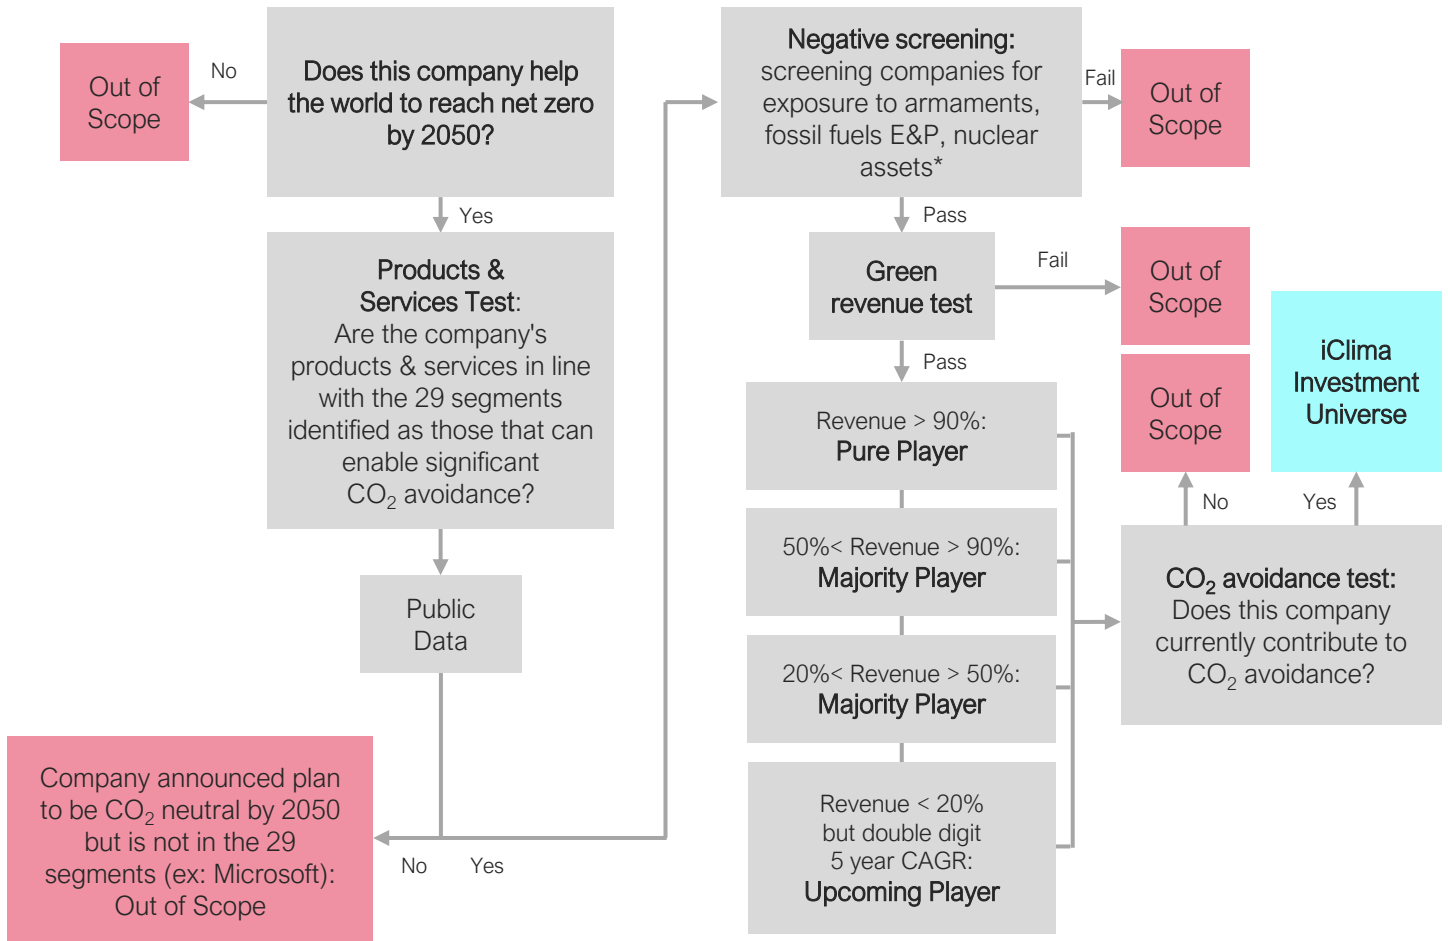 Does this company help
the world to reach net zero
by 2050?
No
Out of
Scope
Yes
Products &
Services Test:
Are the company's
products & services in line
with the 29 segments
identified as those that can
enable significant
CO₂ avoidance?
Public
Data
No
Yes
Company announced plan
to be CO₂ neutral by 2050
but is not in the 29
segments (ex: Microsoft):
Out of Scope
Negative screening:
screening companies for
exposure to armaments,
fossil fuels E&P, nuclear
assets*
Fail
Out of
Scope
Pass
Green
revenue test
Fail
Out of
Scope
Pass
Revenue > 90%:
Pure Player
50%< Revenue > 90%:
Majority Player
20%< Revenue > 50%:
Majority Player
Revenue < 20%
but double digit
5 year CAGR:
Upcoming Player
CO₂ avoidance test:
Does this company
currently contribute to
CO₂ avoidance?
No
Out of
Scope
Yes
iClima
Investment
Universe